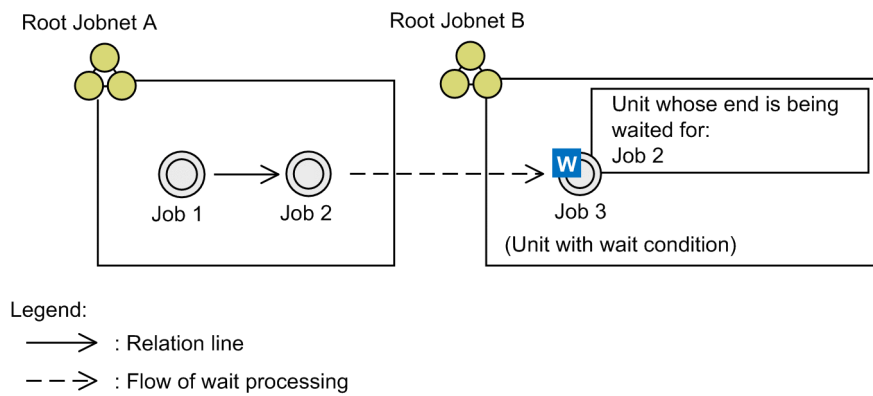 Root Jobnet A
Root Jobnet B
Unit whose end is being
waited for:
Job 2
W
Job 1
Job 2
Job 3
(Unit with wait condition)
Legend:
: Relation line
: Flow of wait processing